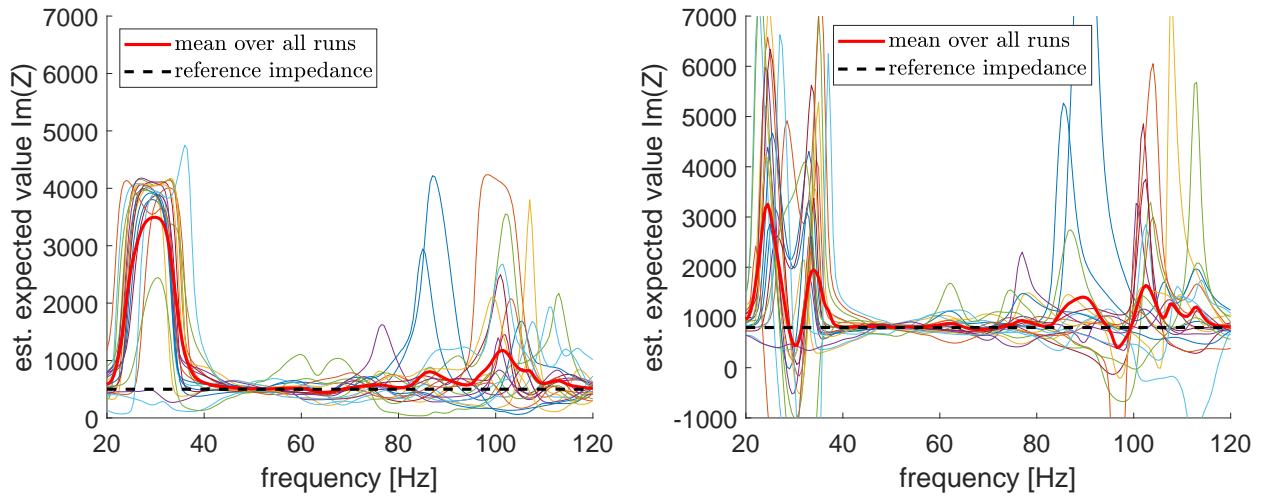 7000
6000
5000
4000
3000
2000
1000
0
20 40 60 80 100 120
frequency [Hz]
est. expected value Im(Z)
mean over all runs
reference impedance
7000
6000
5000
4000
3000
2000
1000
0
-1000
20 40 60 80 100 120
frequency [Hz]
est. expected value Im(Z)
mean over all runs
reference impedance